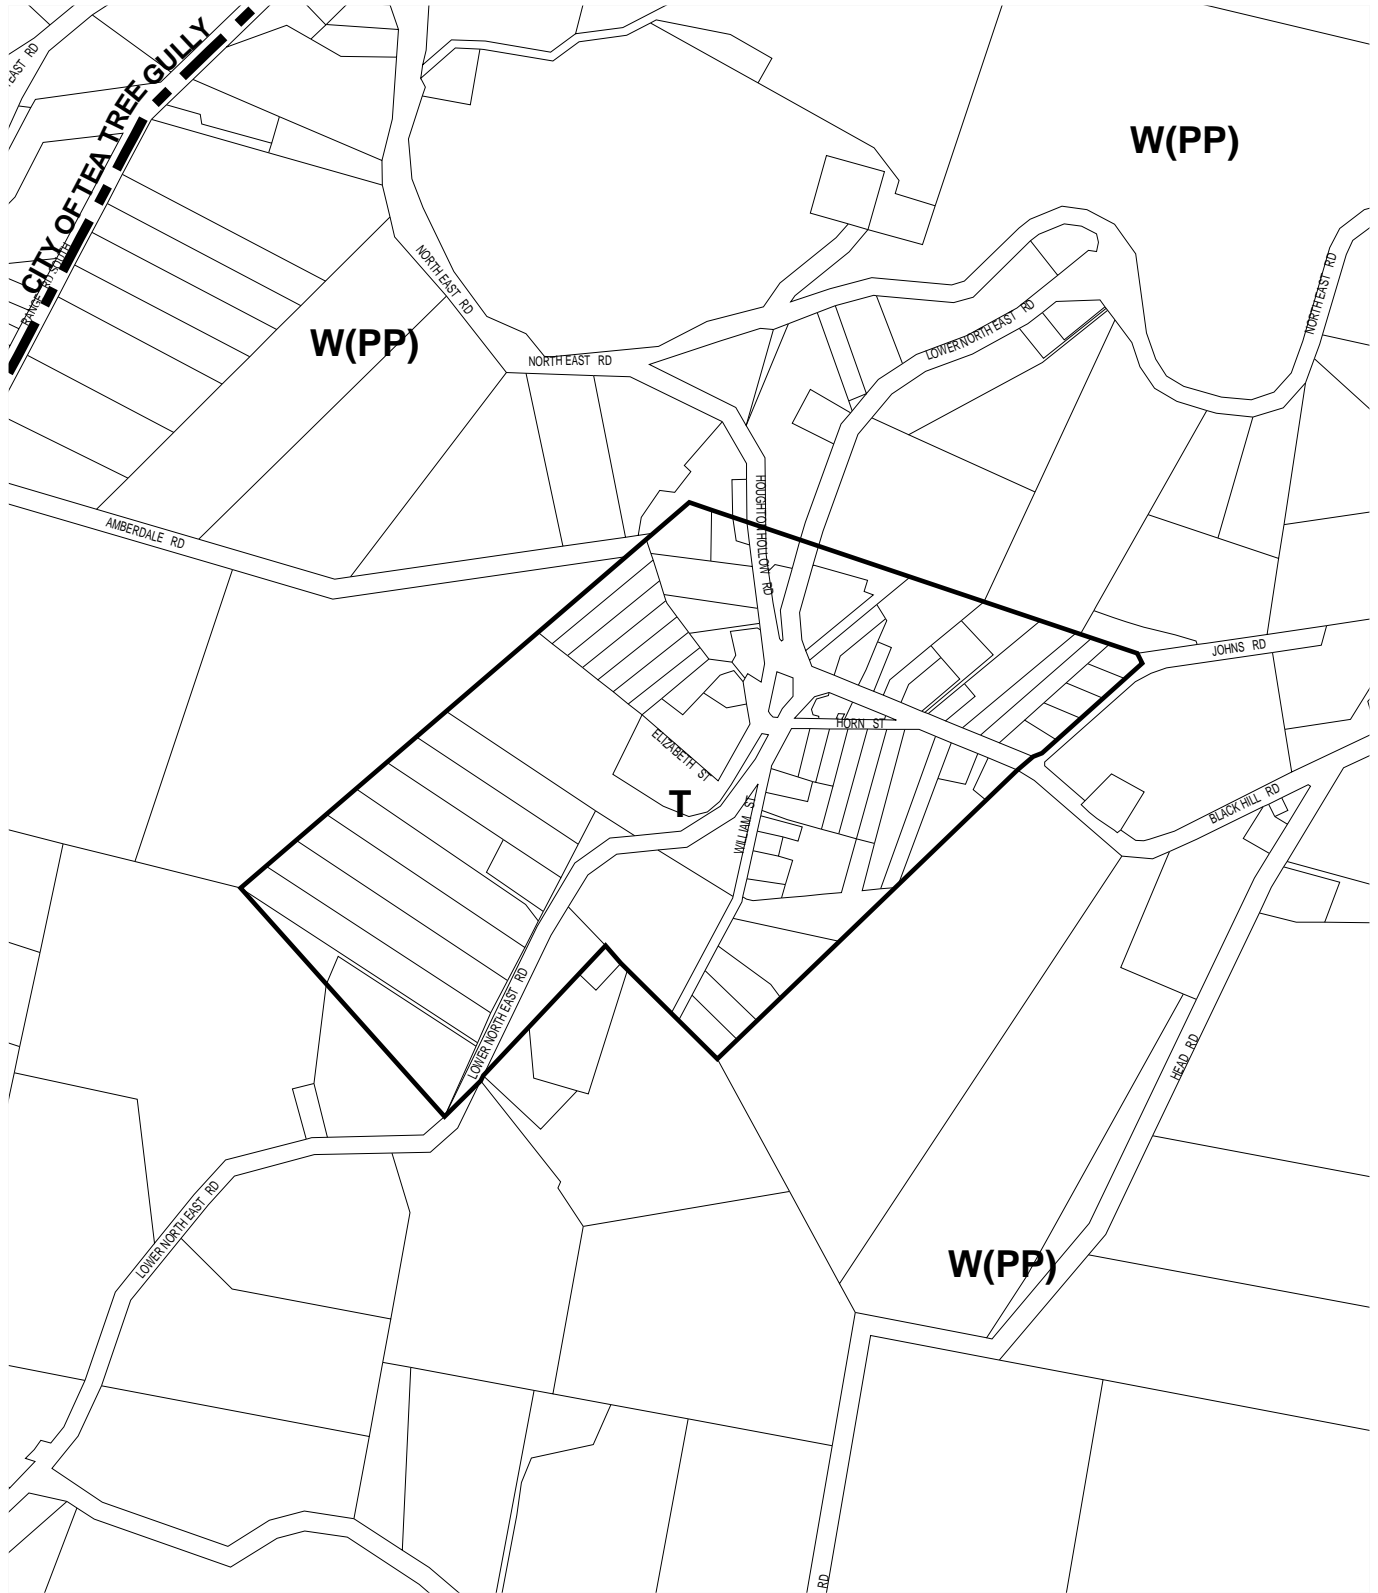 EAST RD
CITY OF TEA TREE GULLY
RANGE RD SOUTH
W(PP)
NORTH EAST RD
NORTH EAST RD
W(PP)
NORTH EAST RD
LOWER NORTH EAST RD
HOUGHTON HOLLOW RD
AMBERDALE RD
JOHNS RD
HORN ST
ELIZABETH ST
T
WILLIAM ST
BLACK HILL RD
LOWER NORTH EAST RD
HEAD RD
LOWER NORTH EAST RD
W(PP)
RD